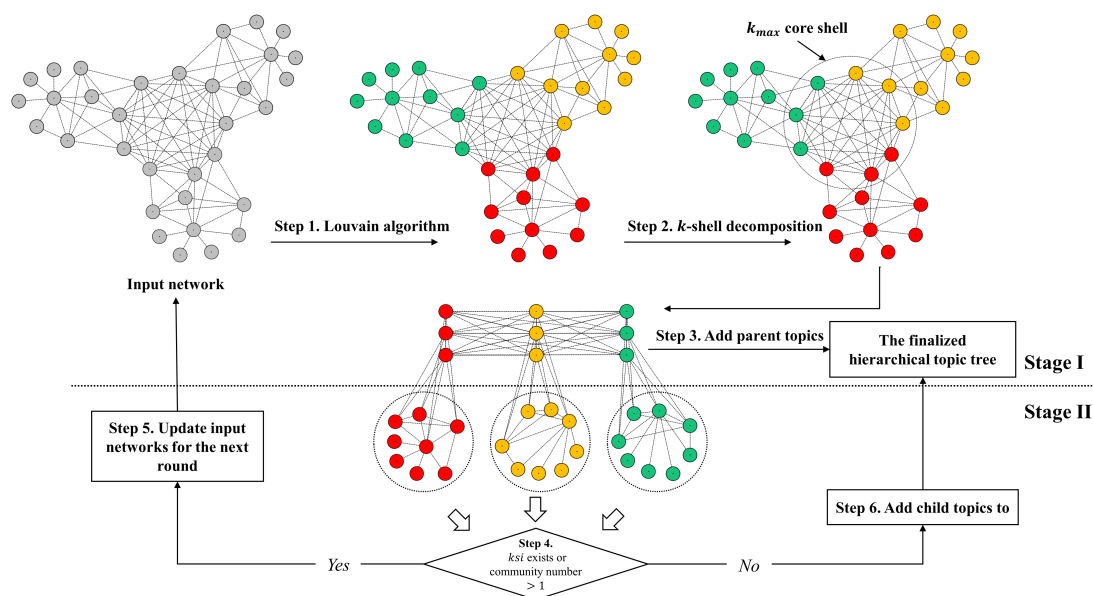 k_max core shell
Step 1. Louvain algorithm
Step 2. k-shell decomposition
Input network
Step 3. Add parent topics
The finalized
hierarchical topic tree
Stage I
Stage II
Step 5. Update input
networks for the next
round
Step 6. Add child topics to
Step 4.
ksi exists or
community number
> 1
Yes
No